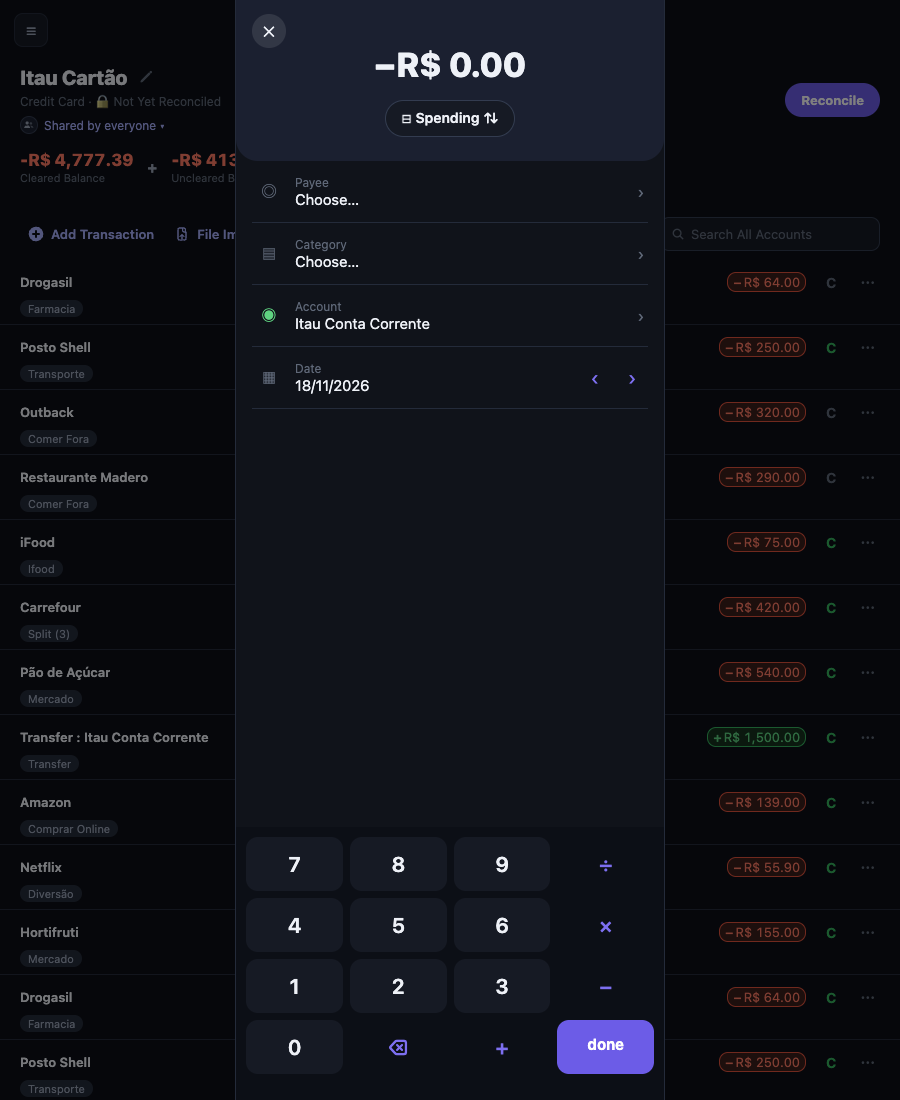 Itau Cartão
Credit Card · 🔒 Not Yet Reconciled
Shared by everyone
-R$ 4,777.39
Cleared Balance
+
-R$ 413
Uncleared B
Reconcile
Add Transaction
File Im
Search All Accounts
–R$ 0.00
Spending
Payee
Choose...
Category
Choose...
Account
Itau Conta Corrente
Date
18/11/2026
Drogasil
Farmacia
–R$ 64.00 C
Posto Shell
Transporte
–R$ 250.00 C
Outback
Comer Fora
–R$ 320.00 C
Restaurante Madero
Comer Fora
–R$ 290.00 C
iFood
Ifood
–R$ 75.00 C
Carrefour
Split (3)
–R$ 420.00 C
Pão de Açúcar
Mercado
–R$ 540.00 C
Transfer : Itau Conta Corrente
Transfer
+R$ 1,500.00 C
Amazon
Comprar Online
–R$ 139.00 C
Netflix
Diversão
–R$ 55.90 C
Hortifruti
Mercado
–R$ 155.00 C
Drogasil
Farmacia
–R$ 64.00 C
Posto Shell
Transporte
–R$ 250.00 C
7 8 9 ÷
4 5 6 ×
1 2 3 –
0 + done